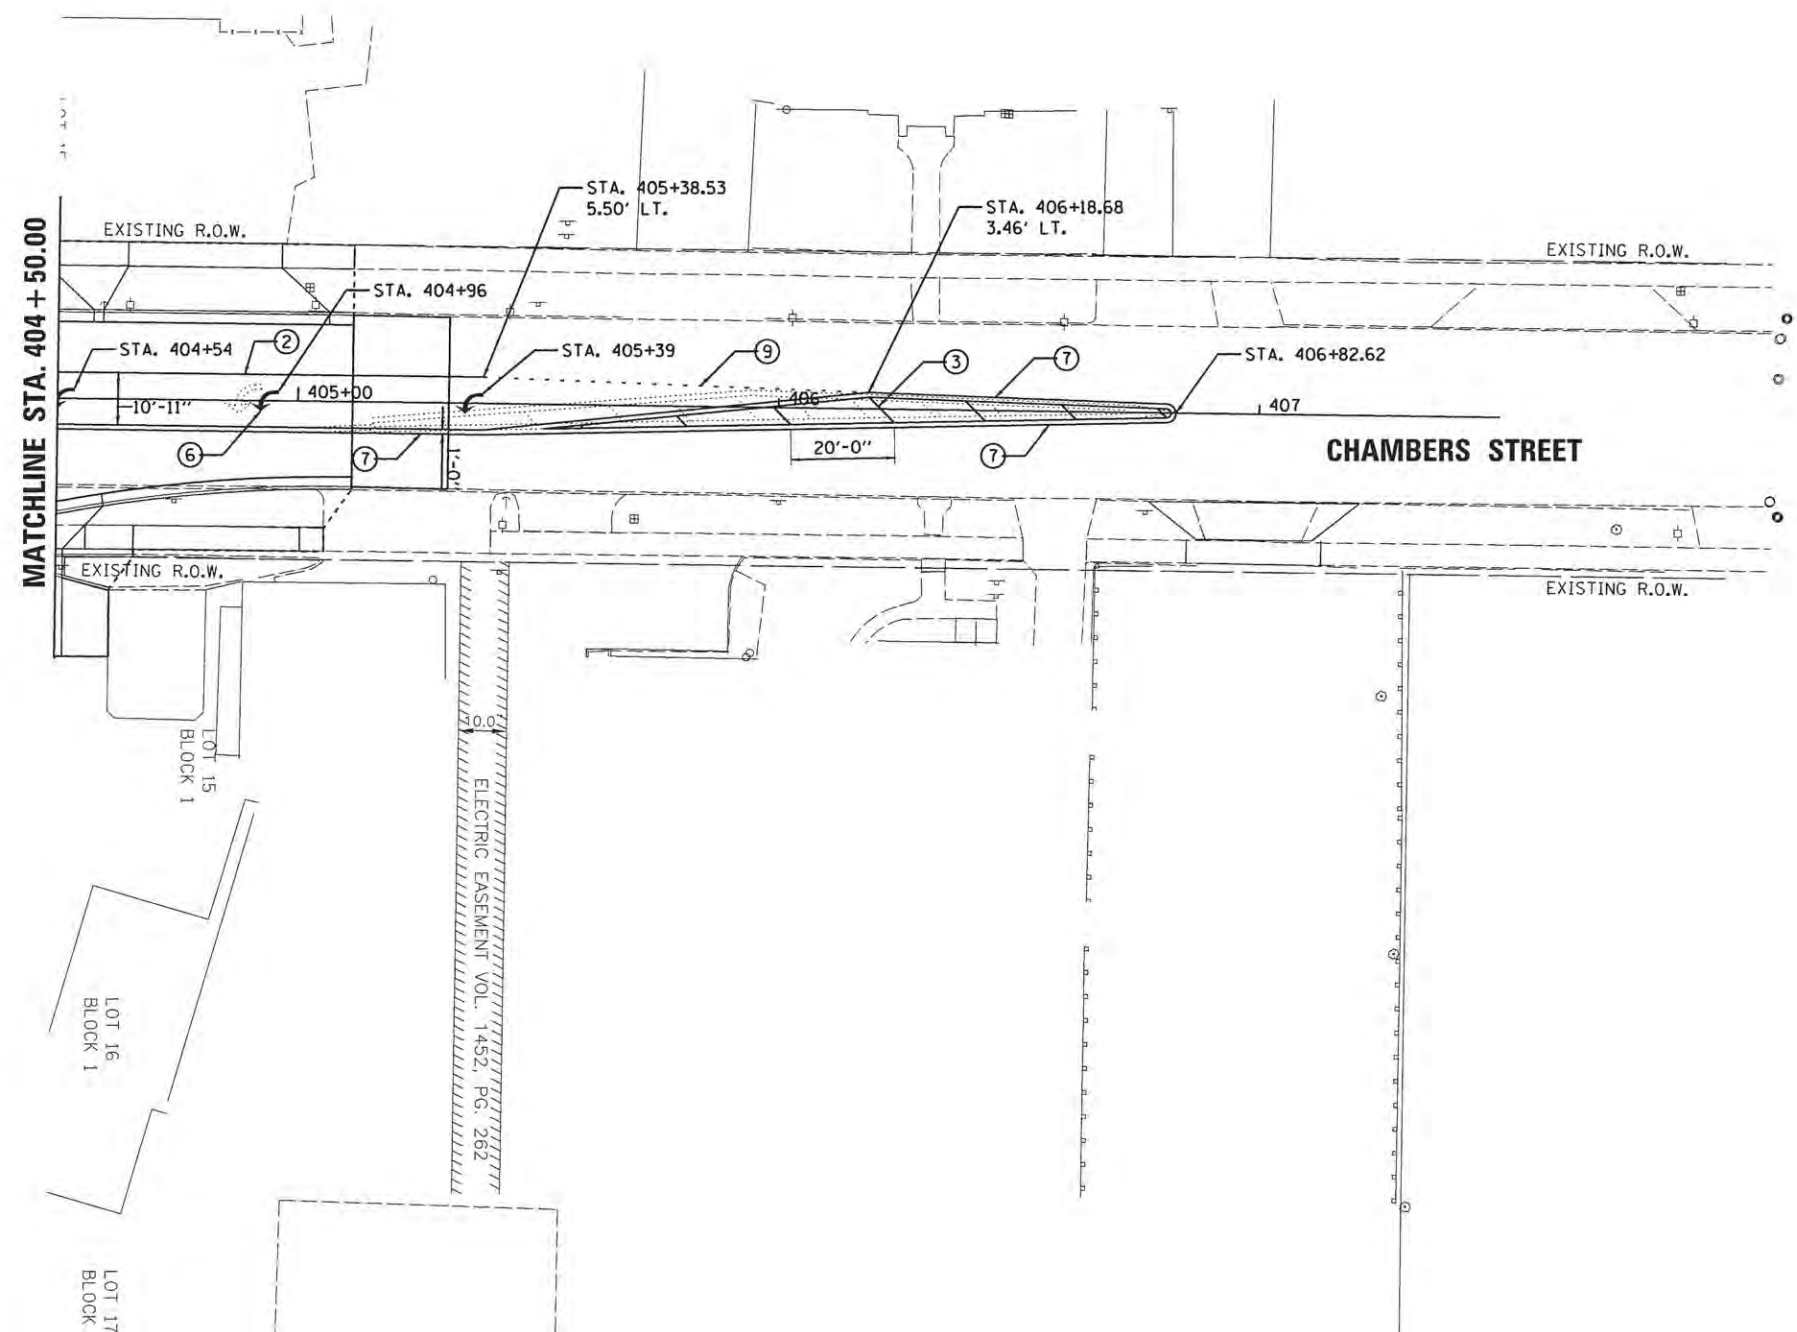 MATCHLINE STA. 404+50.00
EXISTING R.O.W.
STA. 405+38.53
5.50' LT.
STA. 406+18.68
3.46' LT.
EXISTING R.O.W.
STA. 404+96
STA. 404+54
2
STA. 405+39
9
3
7
STA. 406+82.62
10'-11"
405+00
406
407
6
7
1'-0"
20'-0"
7
CHAMBERS STREET
EXISTING R.O.W.
EXISTING R.O.W.
LOT 15
BLOCK 1
ELECTRIC EASEMENT VOL. 1452, PG. 262
LOT 16
BLOCK 1
LOT 17
BLOCK